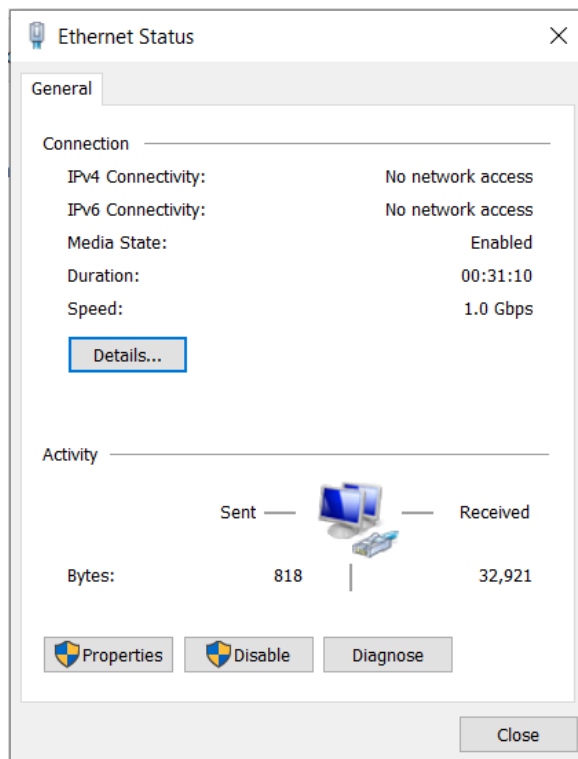 Ethernet Status
General
Connection
IPv4 Connectivity: No network access
IPv6 Connectivity: No network access
Media State: Enabled
Duration: 00:31:10
Speed: 1.0 Gbps
Details...
Activity
Sent Received
Bytes: 818 32,921
Properties Disable Diagnose
Close